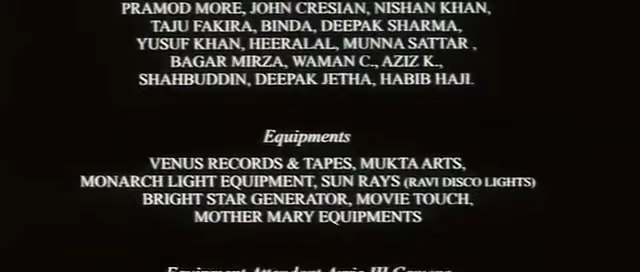 PRAMOD MORE, JOHN CRESIAN, NISHAN KHAN,
TAJU FAKIRA, BINDA, DEEPAK SHARMA,
YUSUF KHAN, HEERALAL, MUNNA SATTAR ,
BAGAR MIRZA, WAMAN C., AZIZ K.,
SHAHBUDDIN, DEEPAK JETHA, HABIB HAJI.
Equipments
VENUS RECORDS & TAPES, MUKTA ARTS,
MONARCH LIGHT EQUIPMENT, SUN RAYS (RAVI DISCO LIGHTS)
BRIGHT STAR GENERATOR, MOVIE TOUCH,
MOTHER MARY EQUIPMENTS
Equipment Attendant